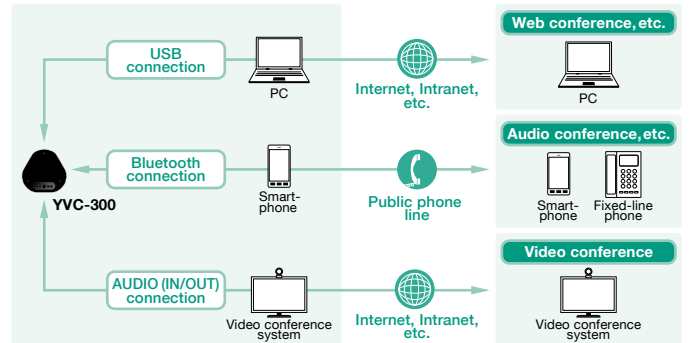 USB
connection
PC
Internet, Intranet,
etc.
Web conference, etc.
PC
YVC-300
Bluetooth
connection
Smart-
phone
Public phone
line
Audio conference, etc.
Smart-
phone
Fixed-line
phone
AUDIO (IN/OUT)
connection
Video conference
system
Internet, Intranet,
etc.
Video conference
Video conference
system